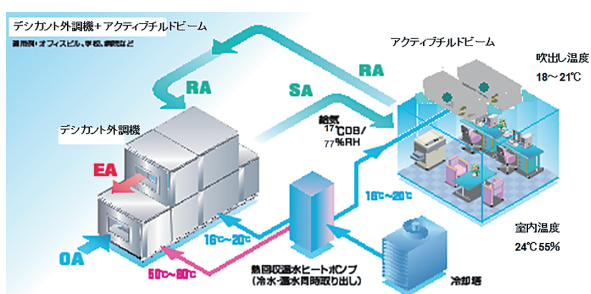 デシカント外調機+アクティブチルドビーム
適用例・オフィスビル、学校、病院など
アクティブチルドビーム
吹出し温度
18〜21℃
RA
RA
SA
デシカント外調機
給気
17℃DB/
77%RH
EA
OA
16℃〜20℃
16℃〜20℃
50℃〜80℃
熱回収温水ヒートポンプ
(冷水・温水同時取り出し)
冷却塔
室内温度
24℃ 55%